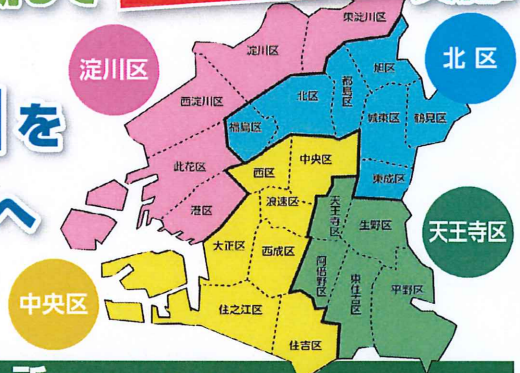 して
を
へ
淀川区
北区
天王寺区
中央区
東淀川区
淀川区
西淀川区
此花区
港区
旭区
都島区
北区
福島区
城東区
鶴見区
東成区
中央区
西区
浪速区
大正区
西成区
住之江区
住吉区
天王寺区
生野区
阿倍野区
東住吉区
平野区
所